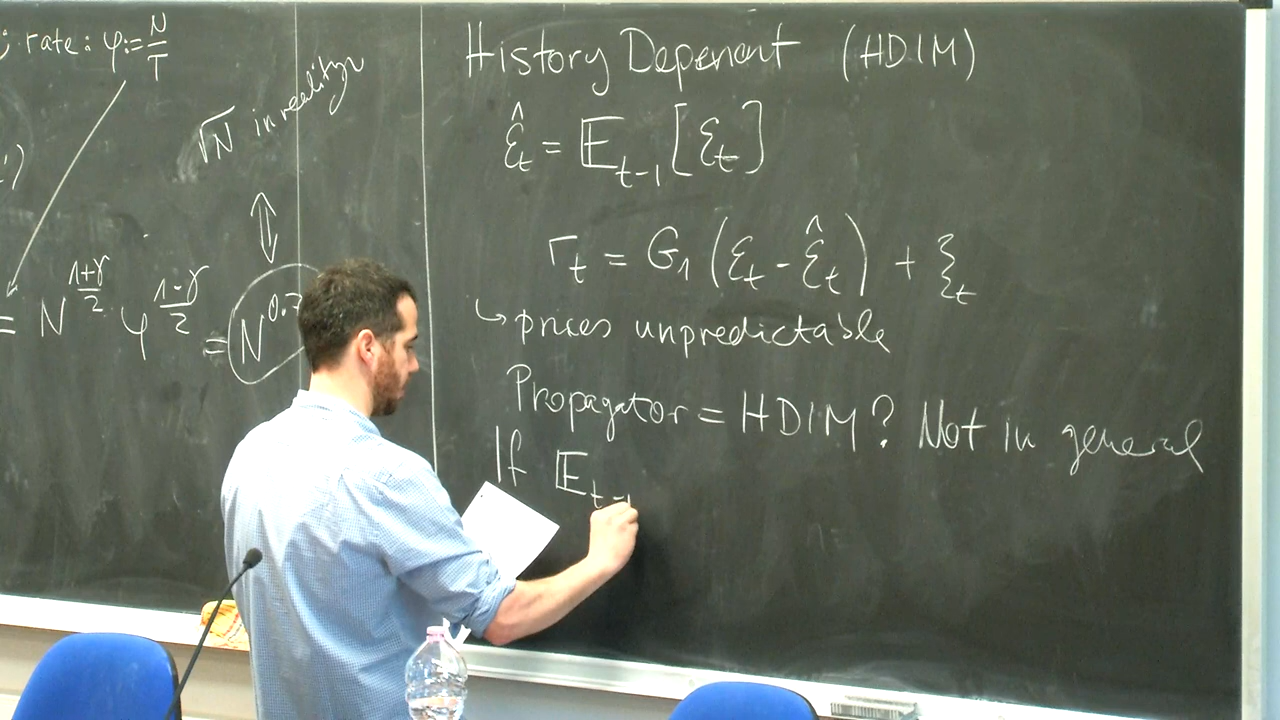 rate: φ:=N/T
√N in reality
= N^{(1+γ)/2} φ^{(1-γ)/2} = N^{0.7
History Depenent (HDIM)
ε̂_t = 𝔼_{t-1}[ε_t]
r_t = G_1(ε_t - ε̂_t) + ξ_t
↳ prices unpredictable
Propagator = HDIM? Not in general
If 𝔼_{t-1